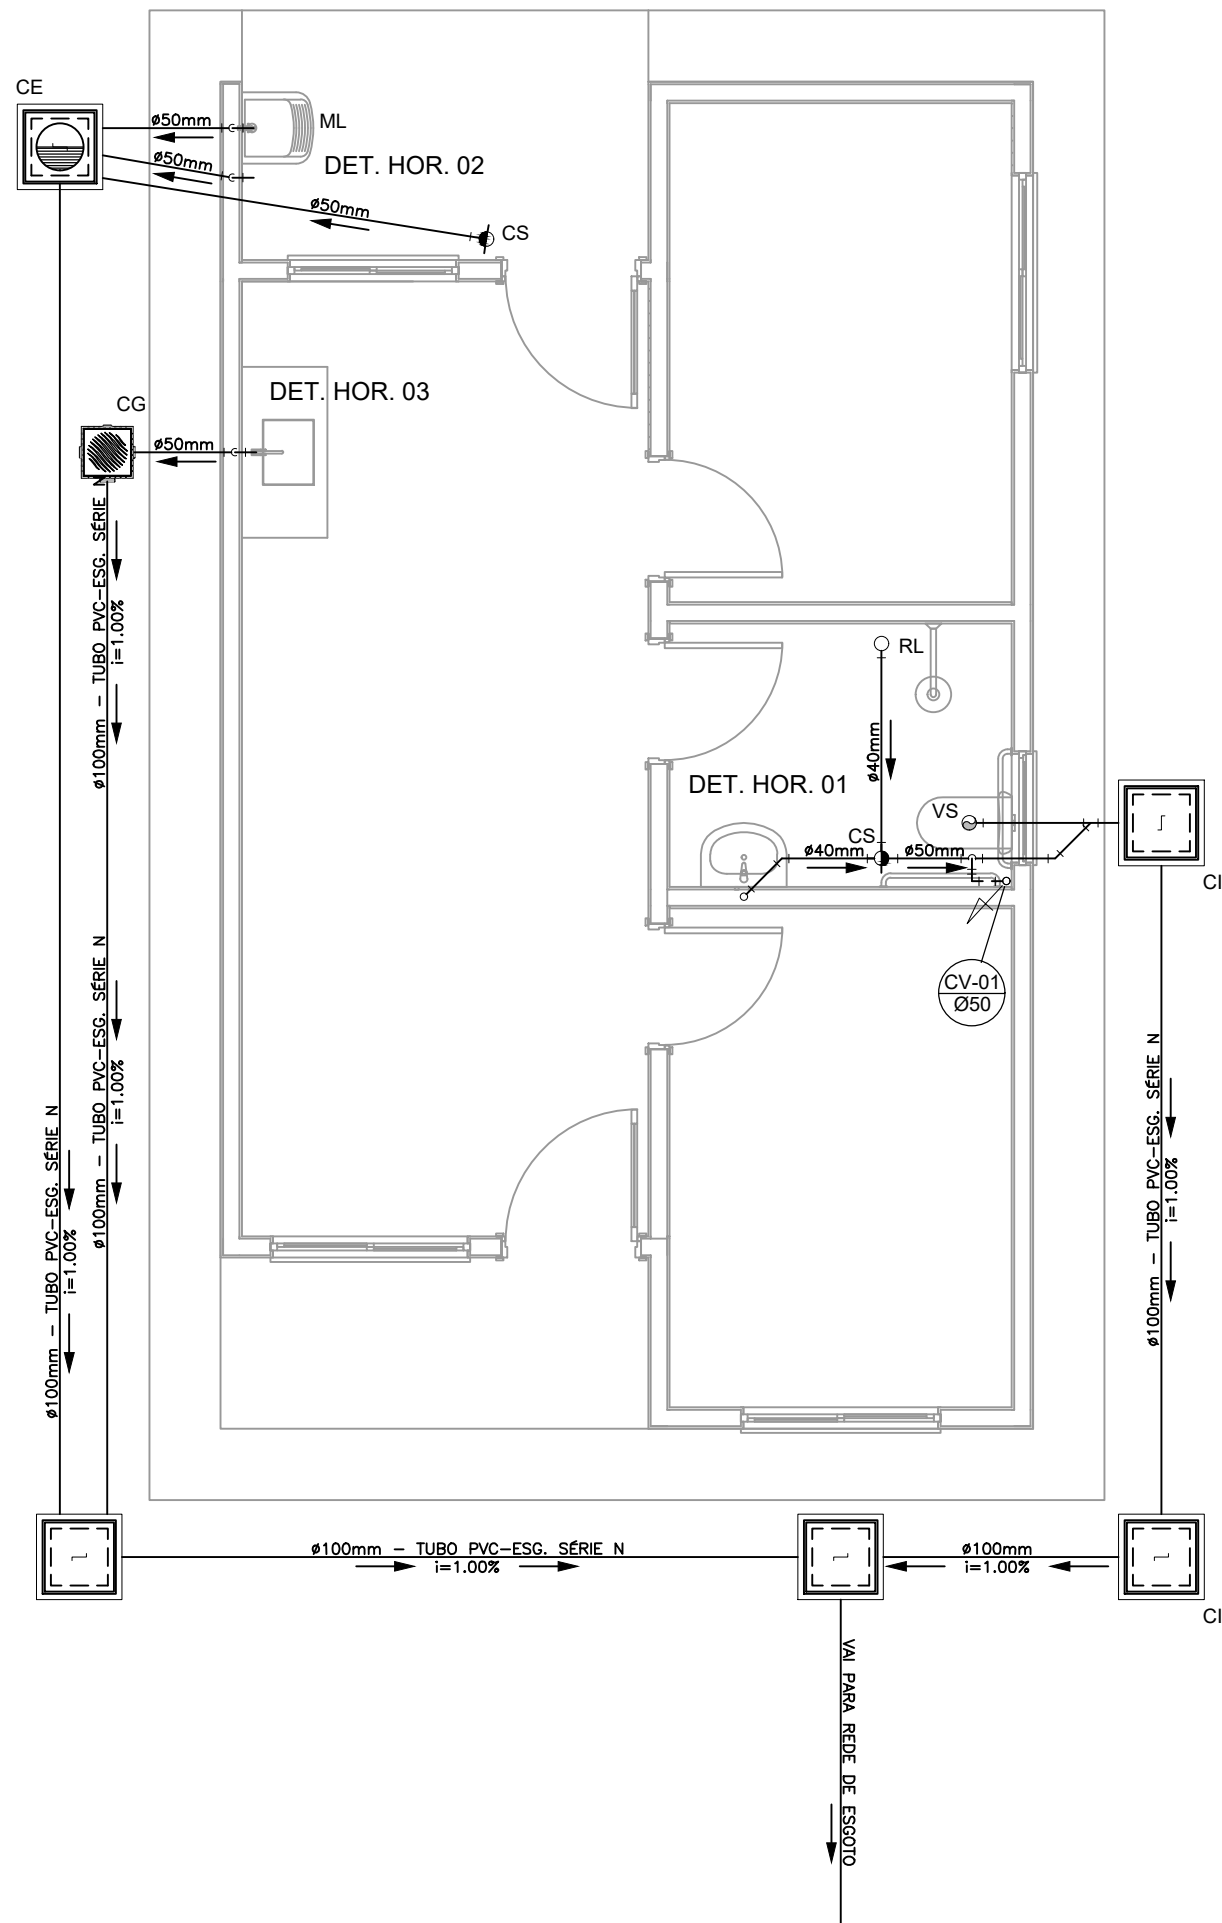 CE
ø50mm
ML
ø50mm
DET. HOR. 02
ø50mm
CS
DET. HOR. 03
CG
ø50mm
ø100mm – TUBO PVC–ESG. SÉRIE N
i=1.00%
RL
ø40mm
DET. HOR. 01
VS
CS
ø40mm
ø50mm
CI
CV-01
Ø50
ø100mm – TUBO PVC–ESG. SÉRIE N
i=1.00%
ø100mm – TUBO PVC–ESG. SÉRIE N
i=1.00%
ø100mm – TUBO PVC–ESG. SÉRIE N
i=1.00%
ø100mm – TUBO PVC–ESG. SÉRIE N
i=1.00%
ø100mm
i=1.00%
CI
VAI PARA REDE DE ESGOTO